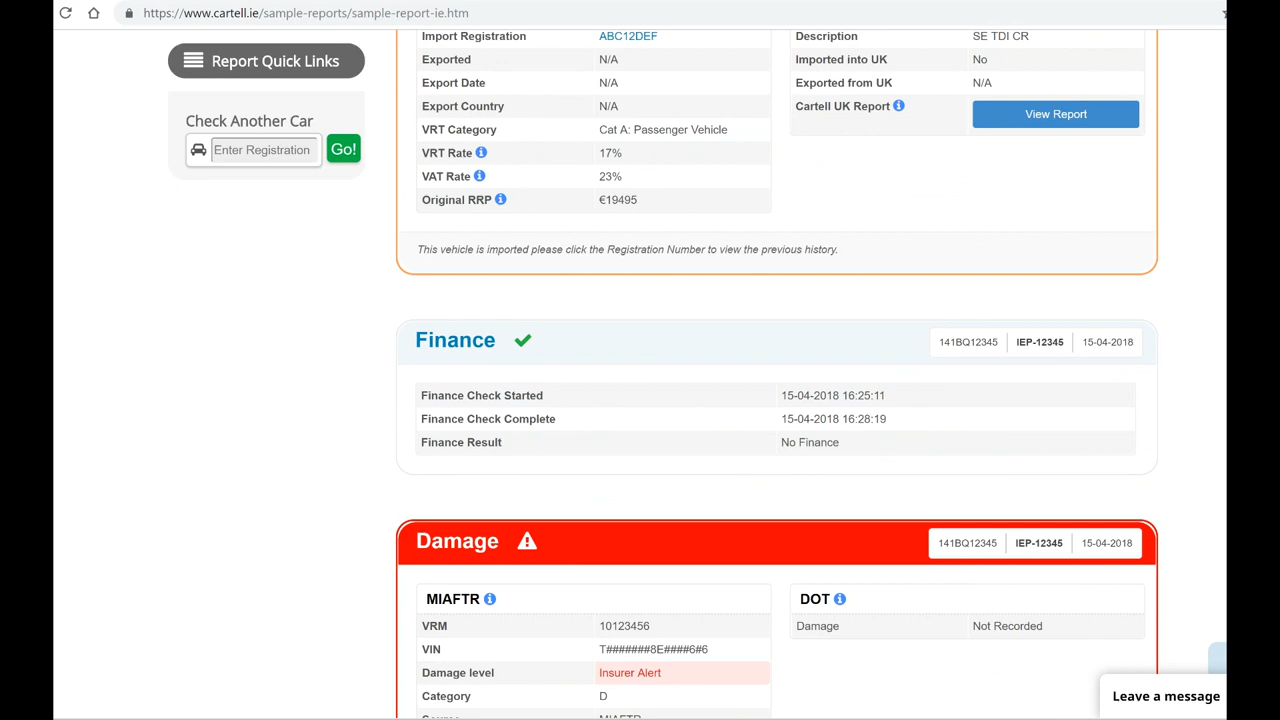 https://www.cartell.ie/sample-reports/sample-report-ie.htm
Report Quick Links
Check Another Car
Enter Registration Go!
Import Registration ABC12DEF
Exported N/A
Export Date N/A
Export Country N/A
VRT Category Cat A: Passenger Vehicle
VRT Rate 17%
VAT Rate 23%
Original RRP €19495
Description SE TDI CR
Imported into UK No
Exported from UK N/A
Cartell UK Report View Report
This vehicle is imported please click the Registration Number to view the previous history.
Finance 141BQ12345 IEP-12345 15-04-2018
Finance Check Started 15-04-2018 16:25:11
Finance Check Complete 15-04-2018 16:28:19
Finance Result No Finance
Damage 141BQ12345 IEP-12345 15-04-2018
MIAFTR
VRM 10123456
VIN T#######8E####6#6
Damage level Insurer Alert
Category D
DOT
Damage Not Recorded
Leave a message